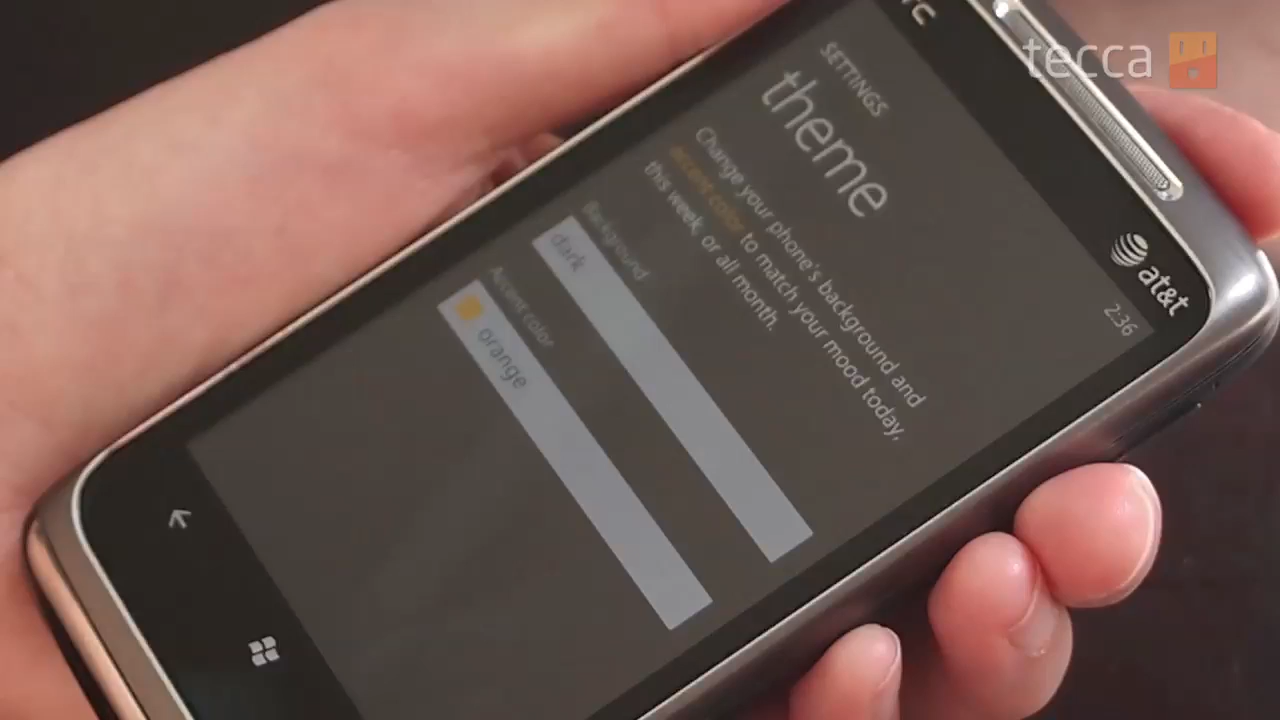 tecca
at&t
2:36
SETTINGS
theme
Change your phone's background and
accent color to match your mood today,
this week, or all month.
Background
dark
Accent color
orange